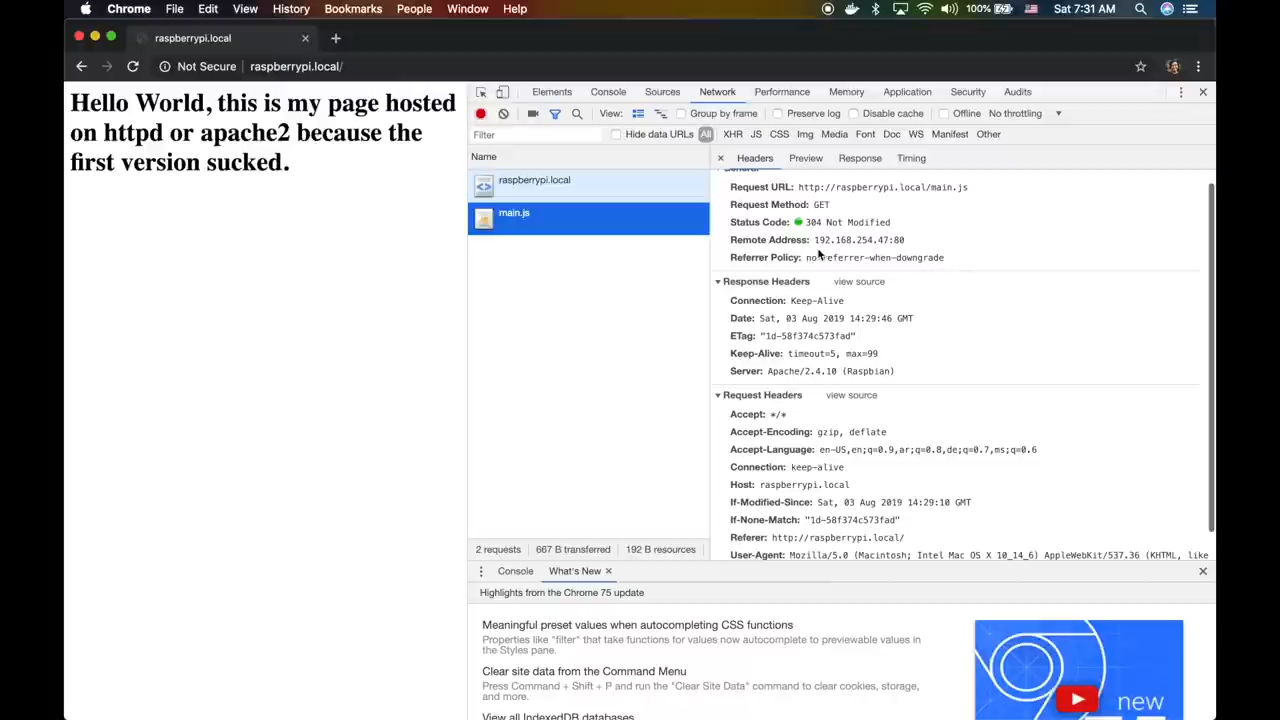 Chrome File Edit View History Bookmarks People Window Help 100% Sat 7:31 AM
raspberrypi.local
Not Secure raspberrypi.local/
Hello World, this is my page hosted
on httpd or apache2 because the
first version sucked.
Elements Console Sources Network Performance Memory Application Security Audits
View: Group by frame Preserve log Disable cache Offline No throttling
Filter Hide data URLs All XHR JS CSS Img Media Font Doc WS Manifest Other
Name
raspberrypi.local
main.js
Headers Preview Response Timing
General
Request URL: http://raspberrypi.local/main.js
Request Method: GET
Status Code: 304 Not Modified
Remote Address: 192.168.254.47:80
Referrer Policy: no-referrer-when-downgrade
Response Headers view source
Connection: Keep-Alive
Date: Sat, 03 Aug 2019 14:29:46 GMT
ETag: "1d-58f374c573fad"
Keep-Alive: timeout=5, max=99
Server: Apache/2.4.10 (Raspbian)
Request Headers view source
Accept: */*
Accept-Encoding: gzip, deflate
Accept-Language: en-US,en;q=0.9,ar;q=0.8,de;q=0.7,ms;q=0.6
Connection: keep-alive
Host: raspberrypi.local
If-Modified-Since: Sat, 03 Aug 2019 14:29:10 GMT
If-None-Match: "1d-58f374c573fad"
Referer: http://raspberrypi.local/
User-Agent: Mozilla/5.0 (Macintosh; Intel Mac OS X 10_14_6) AppleWebKit/537.36 (KHTML, like
2 requests 667 B transferred 192 B resources
Console What's New
Highlights from the Chrome 75 update
Meaningful preset values when autocompleting CSS functions
Properties like "filter" that take functions for values now autocomplete to previewable values in
the Styles pane.
Clear site data from the Command Menu
Press Command + Shift + P and run the "Clear Site Data" command to clear cookies, storage,
and more.
View all IndexedDB databases
new